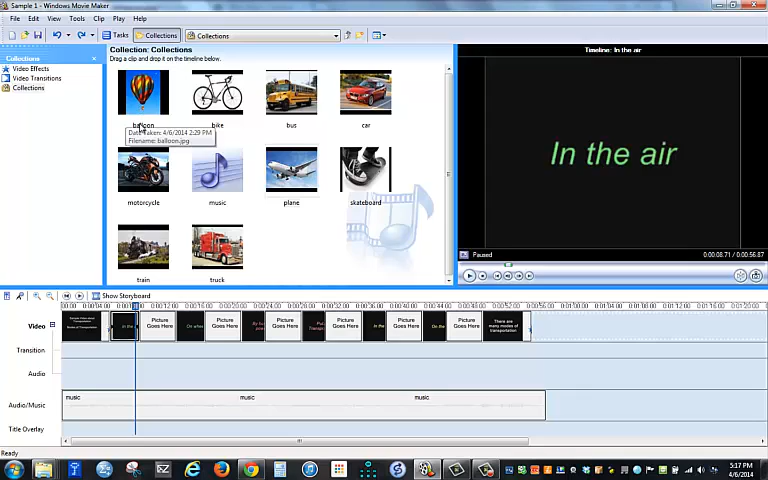 Sample 1 - Windows Movie Maker
File Edit View Tools Clip Play Help
Tasks Collections Collections
Collections
Video Effects
Video Transitions
Collections
Collection: Collections
Drag a clip and drop it on the timeline below.
balloon bike bus car
Date Taken: 4/6/2014 2:29 PM
Filename: balloon.jpg
motorcycle music plane skateboard
train truck
Timeline: In the air
In the air
Paused 0:00:08.71 / 0:00:56.87
Show Storyboard
Video
In the
Picture Goes Here
On whee
Picture Goes Here
Picture Goes Here
Picture Goes Here
In the
Picture Goes Here
On the
Picture Goes Here
There are many modes of transportation
Transition
Audio
Audio/Music
music music music
Title Overlay
Ready
5:17 PM
4/6/2014